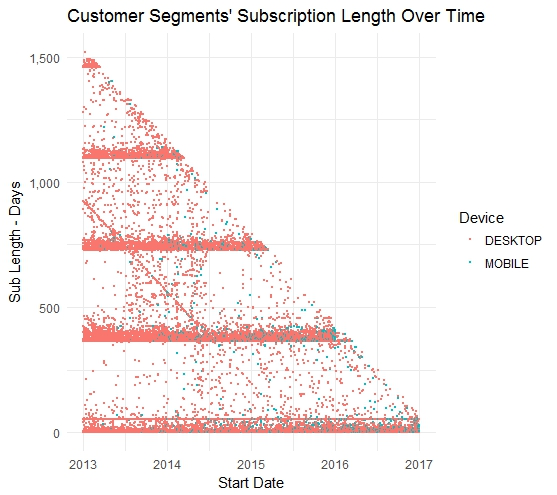 Customer Segments' Subscription Length Over Time
1,500
1,000
500
0
Sub Length - Days
2013 2014 2015 2016 2017
Start Date
Device
DESKTOP
MOBILE